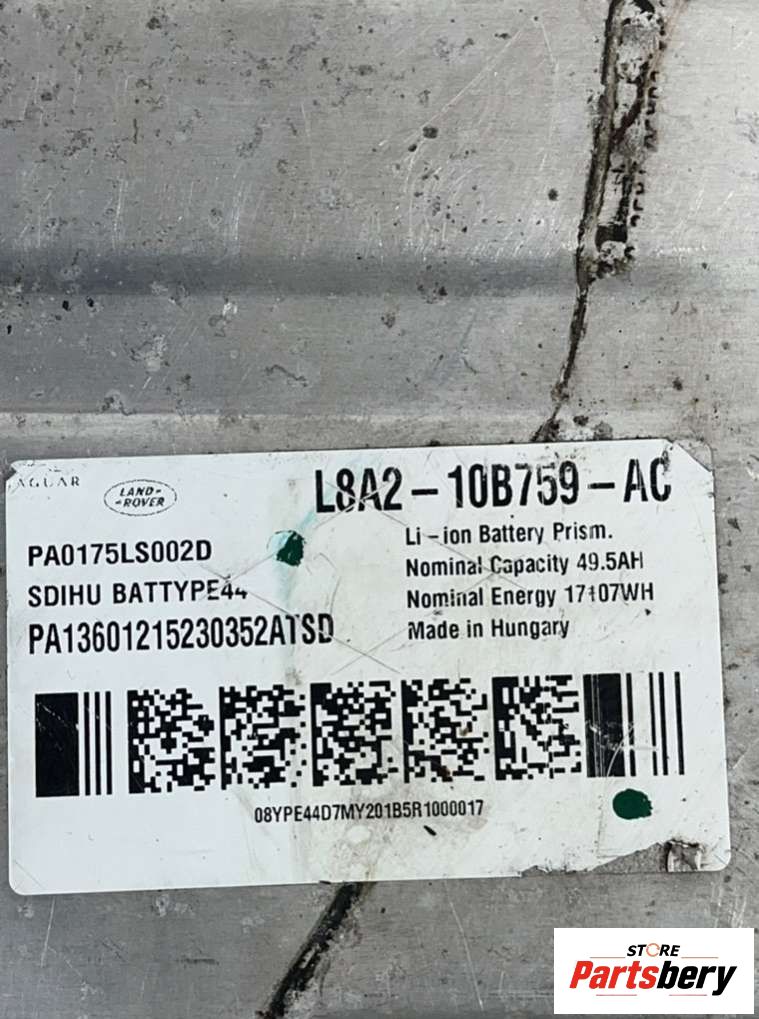 JAGUAR
LAND-
-ROVER
L8A2-10B759-AC
PA0175LS002D
SDIHU BATTYPE44
PA13601215230352ATSD
Li-ion Battery Prism.
Nominal Capacity 49.5AH
Nominal Energy 17107WH
Made in Hungary
08YPE44D7MY201B5R1000017
STORE
Partsbery